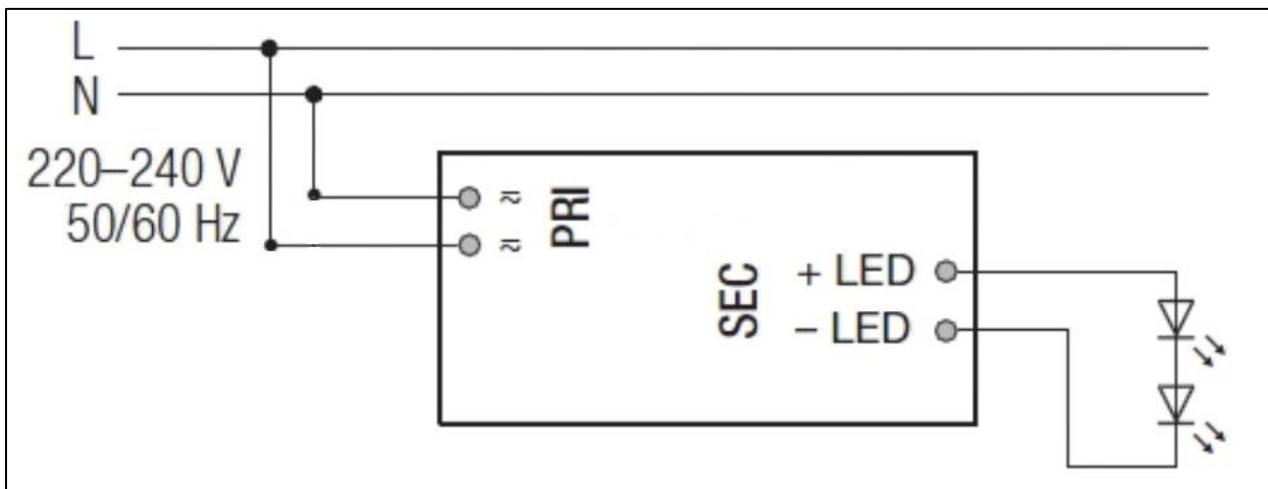 L
N
220–240 V
50/60 Hz
≂ PRI
≂
SEC
+ LED
– LED